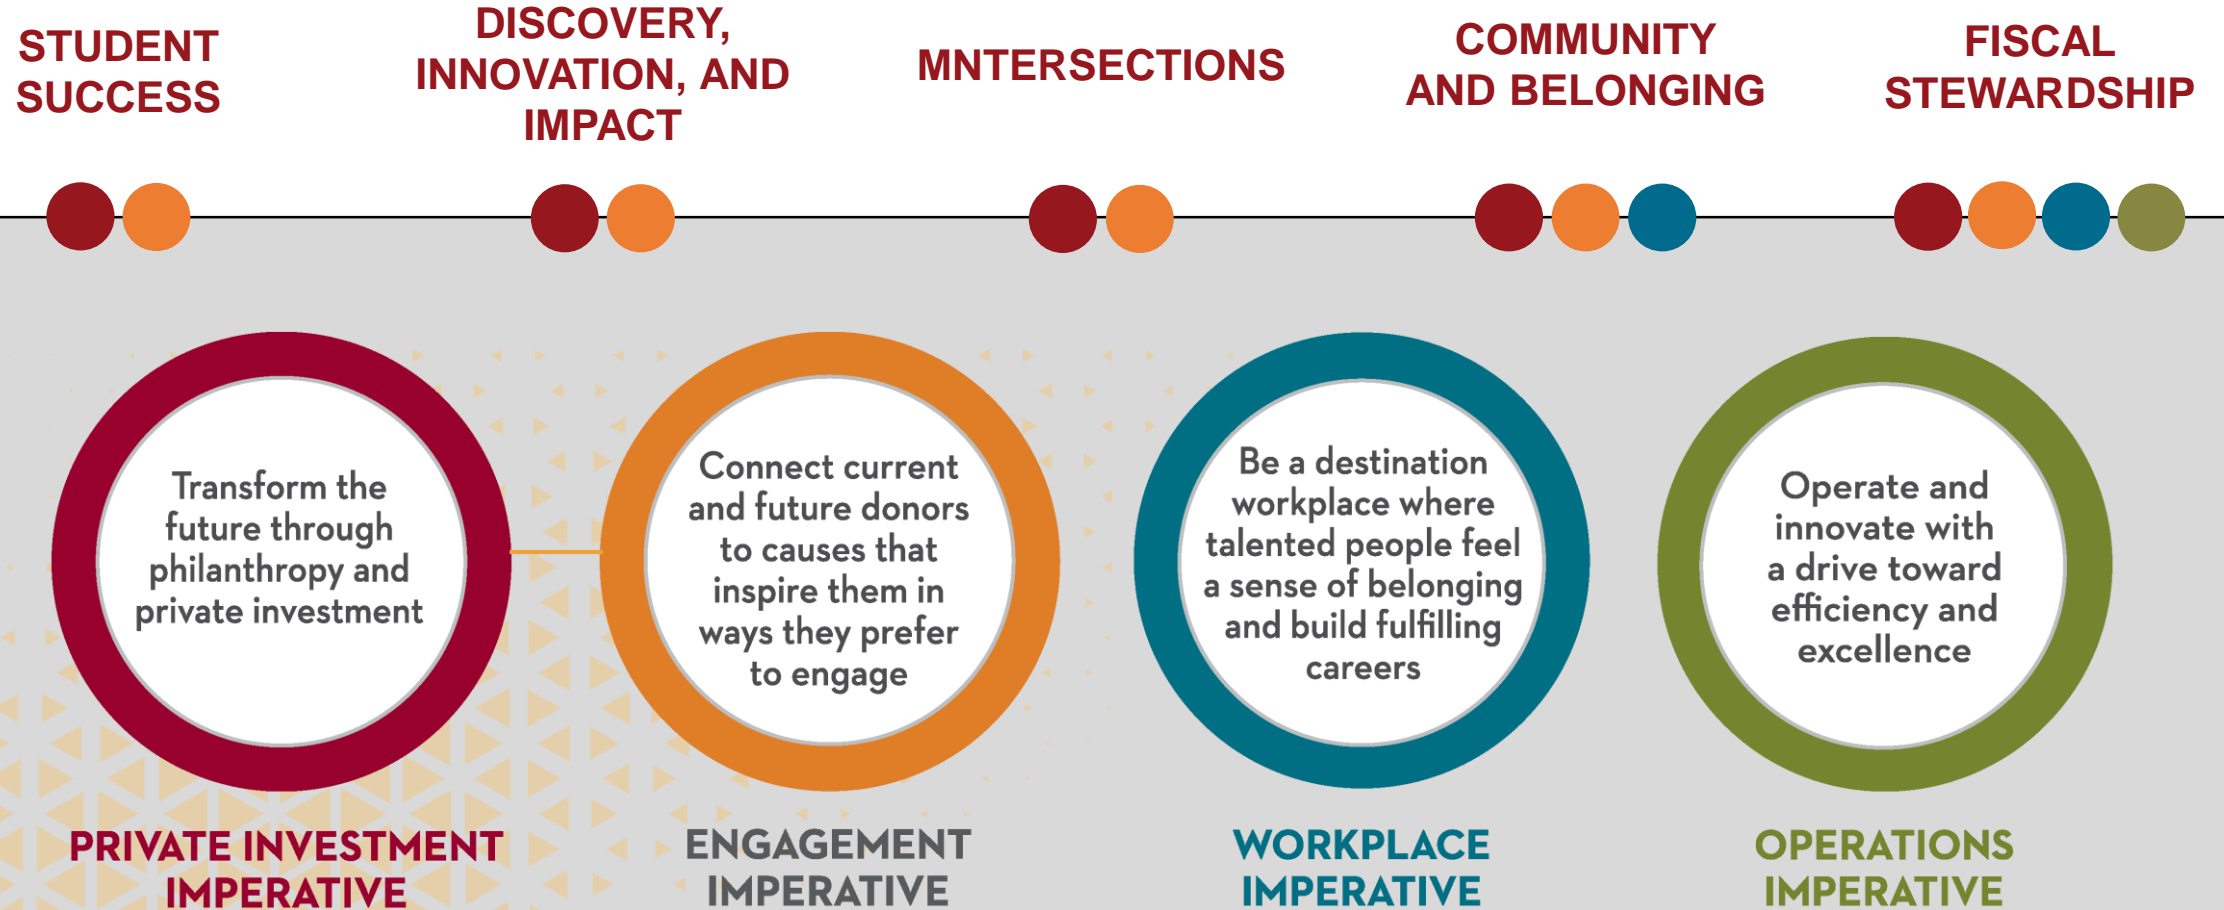 STUDENT
SUCCESS
DISCOVERY,
INNOVATION, AND
IMPACT
MNTERSECTIONS
COMMUNITY
AND BELONGING
FISCAL
STEWARDSHIP
Transform the
future through
philanthropy and
private investment
PRIVATE INVESTMENT
IMPERATIVE
Connect current
and future donors
to causes that
inspire them in
ways they prefer
to engage
ENGAGEMENT
IMPERATIVE
Be a destination
workplace where
talented people feel
a sense of belonging
and build fulfilling
careers
WORKPLACE
IMPERATIVE
Operate and
innovate with
a drive toward
efficiency and
excellence
OPERATIONS
IMPERATIVE